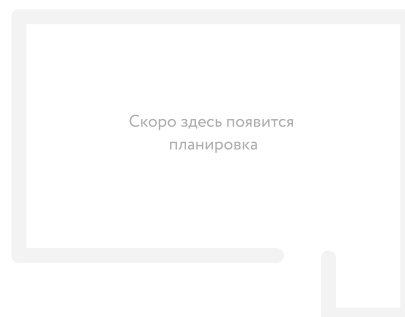 Скоро здесь появится
планировка